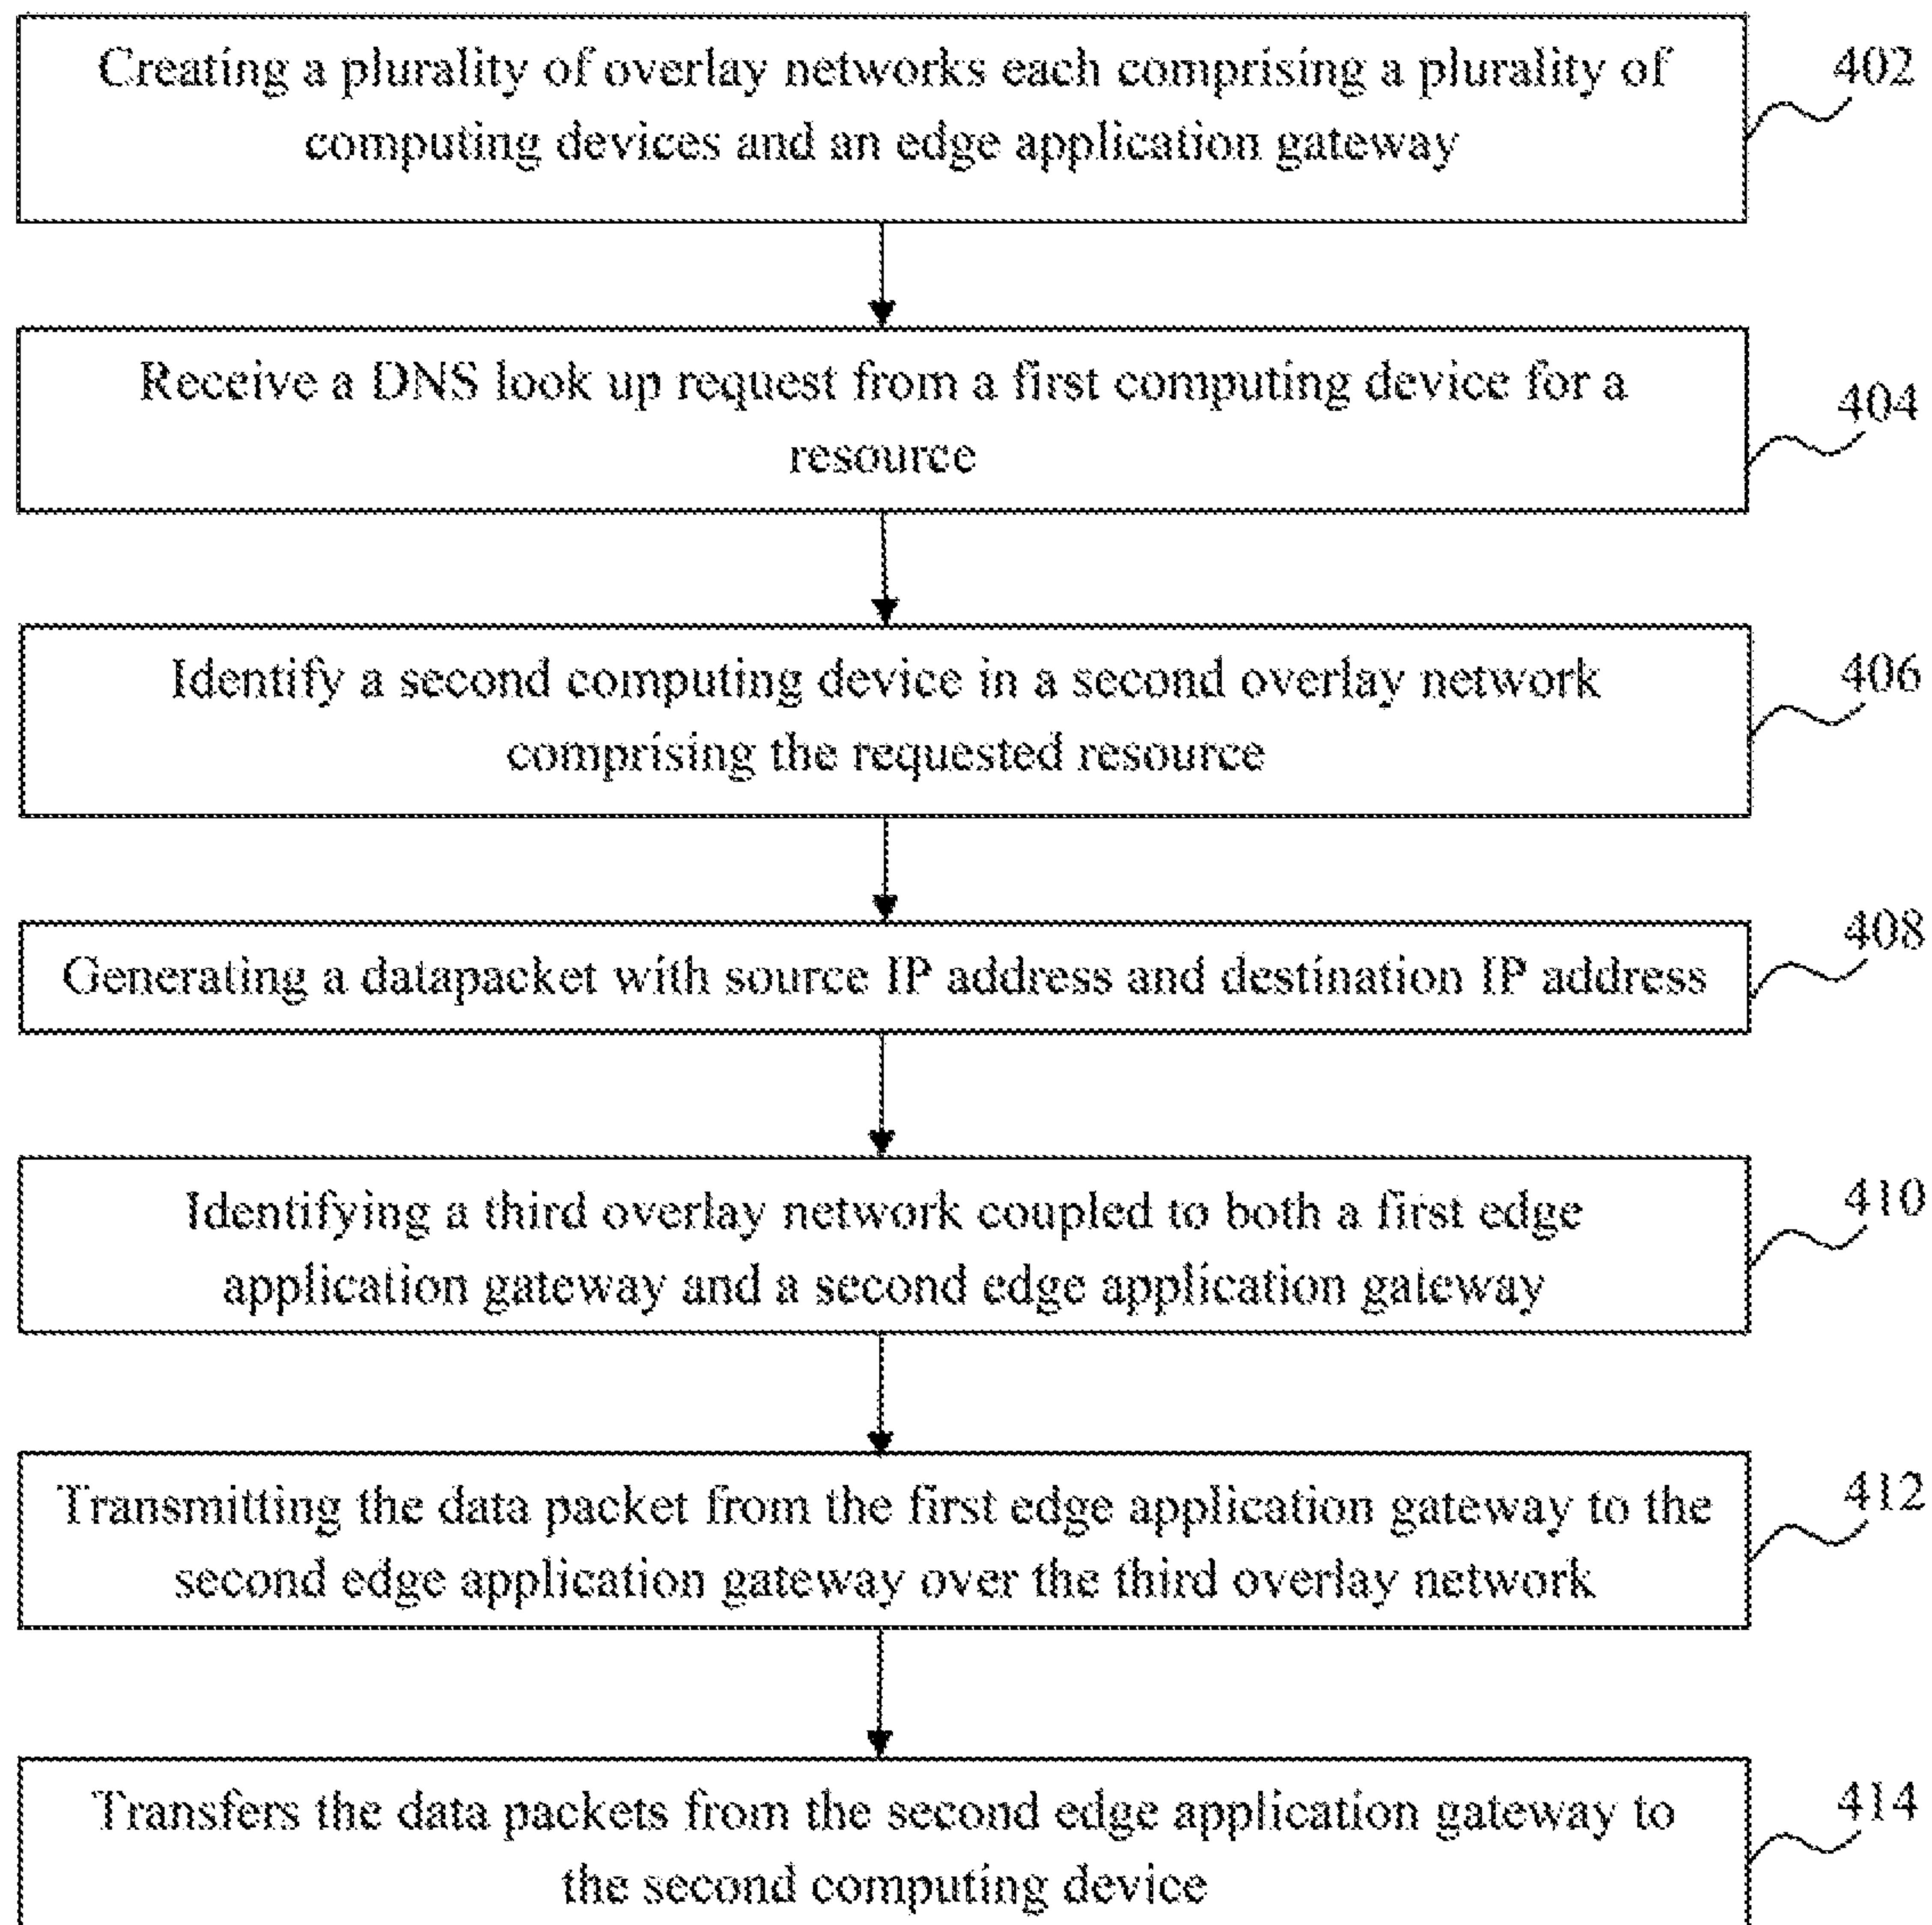 Creating a plurality of overlay networks each comprising a plurality of
computing devices and an edge application gateway
402
Receive a DNS look up request from a first computing device for a
resource
404
Identify a second computing device in a second overlay network
comprising the requested resource
406
Generating a datapacket with source IP address and destination IP address
408
Identifying a third overlay network coupled to both a first edge
application gateway and a second edge application gateway
410
Transmitting the data packet from the first edge application gateway to the
second edge application gateway over the third overlay network
412
Transfers the data packets from the second edge application gateway to
the second computing device
414